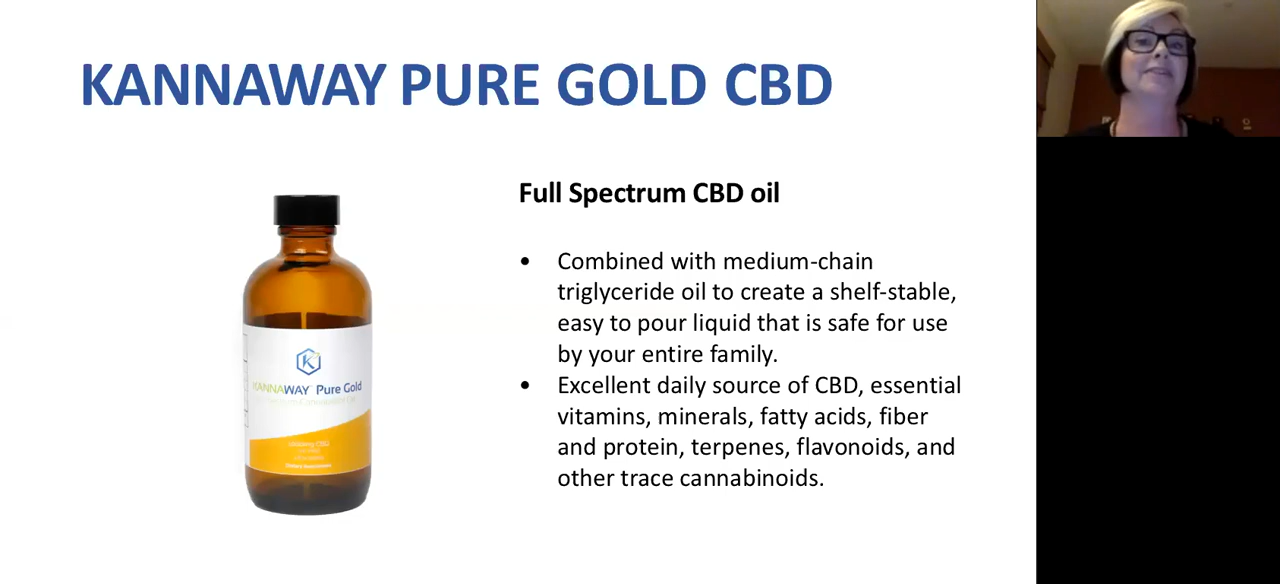 KANNAWAY PURE GOLD CBD
Full Spectrum CBD oil
• Combined with medium-chain
triglyceride oil to create a shelf-stable,
easy to pour liquid that is safe for use
by your entire family.
• Excellent daily source of CBD, essential
vitamins, minerals, fatty acids, fiber
and protein, terpenes, flavonoids, and
other trace cannabinoids.
K
KANNAWAY Pure Gold
CBD